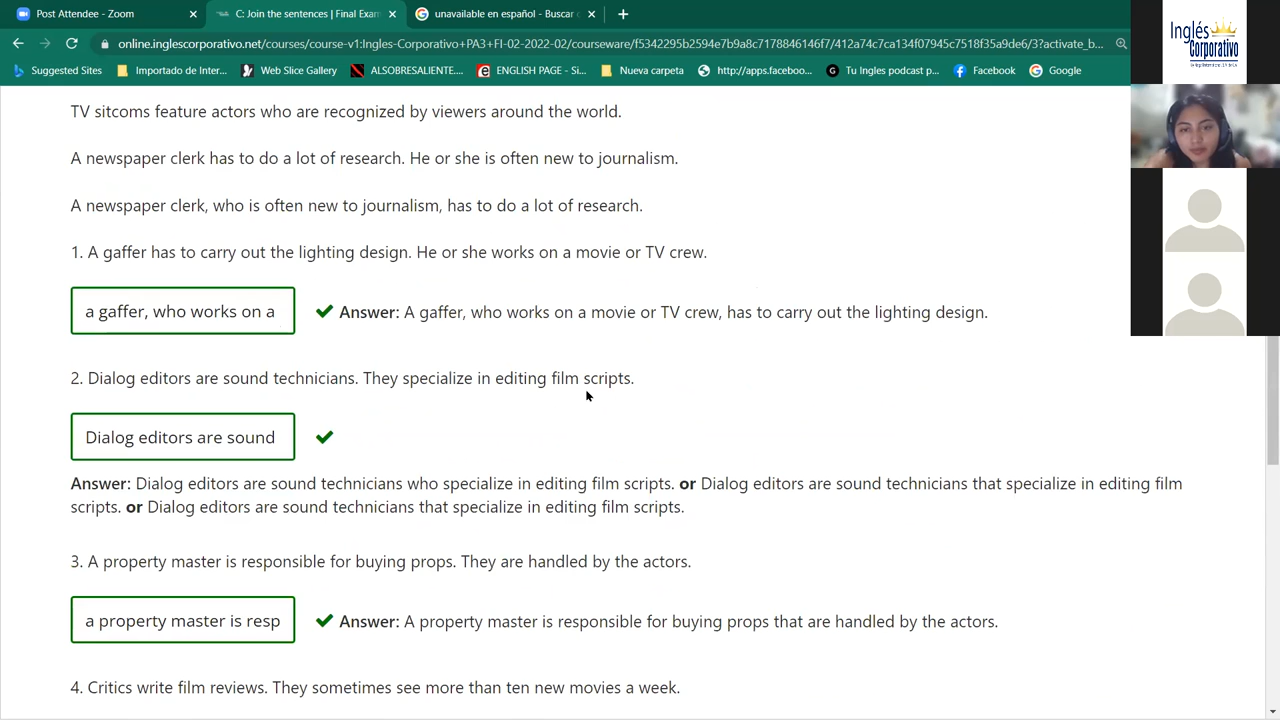 Post Attendee - Zoom
C: Join the sentences | Final Exam
unavailable en español - Buscar
online.inglescorporativo.net/courses/course-v1:Ingles-Corporativo+PA3+FI-02-2022-02/courseware/f5342295b2594e7b9a8c7178846146f7/412a74c7ca134f07945c7518f35a9de6/3?activate_b...
Suggested Sites
Importado de Inter...
Web Slice Gallery
ALSOBRESALIENTE....
ENGLISH PAGE - Si...
Nueva carpeta
http://apps.faceboo...
Tu Ingles podcast p...
Facebook
Google
Inglés
Corporativo
TV sitcoms feature actors who are recognized by viewers around the world.
A newspaper clerk has to do a lot of research. He or she is often new to journalism.
A newspaper clerk, who is often new to journalism, has to do a lot of research.
1. A gaffer has to carry out the lighting design. He or she works on a movie or TV crew.
a gaffer, who works on a
Answer: A gaffer, who works on a movie or TV crew, has to carry out the lighting design.
2. Dialog editors are sound technicians. They specialize in editing film scripts.
Dialog editors are sound
Answer: Dialog editors are sound technicians who specialize in editing film scripts. or Dialog editors are sound technicians that specialize in editing film
scripts. or Dialog editors are sound technicians that specialize in editing film scripts.
3. A property master is responsible for buying props. They are handled by the actors.
a property master is resp
Answer: A property master is responsible for buying props that are handled by the actors.
4. Critics write film reviews. They sometimes see more than ten new movies a week.